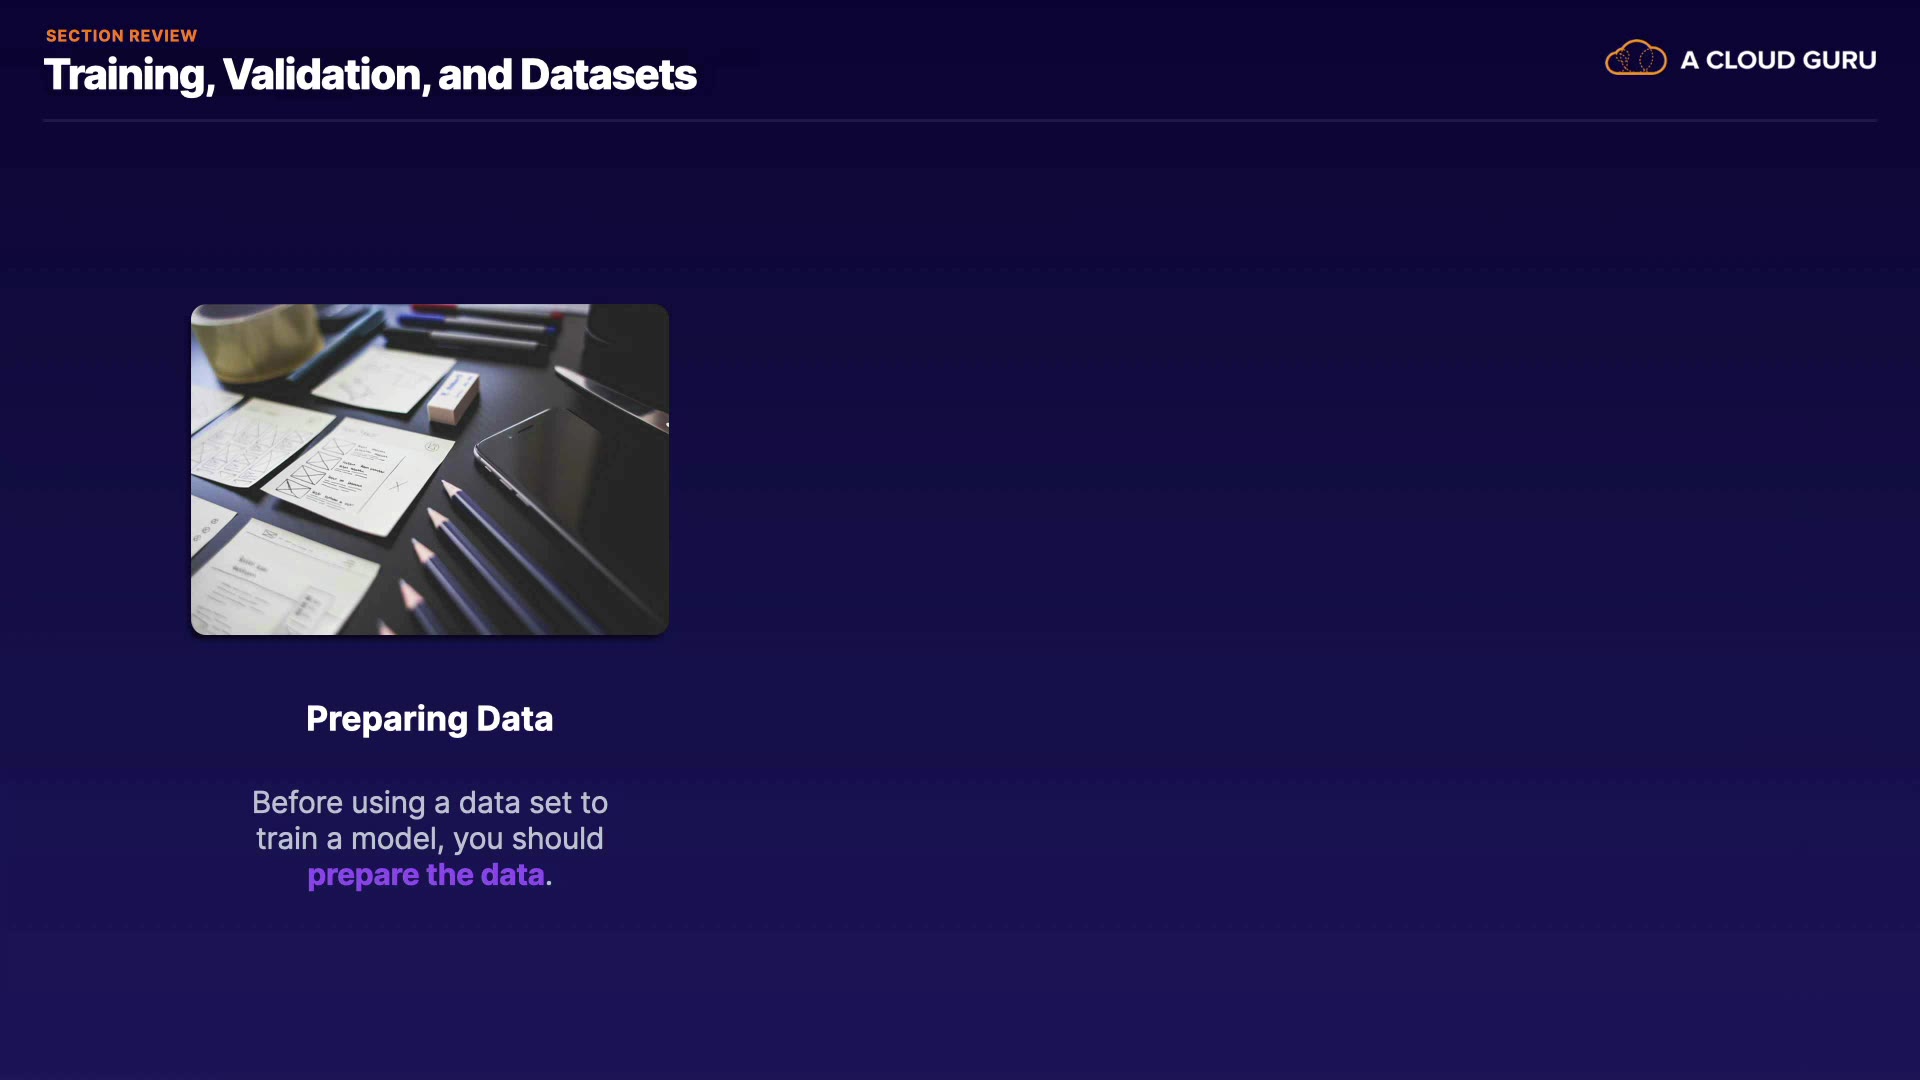 SECTION REVIEW
Training, Validation, and Datasets
A CLOUD GURU
Preparing Data
Before using a data set to
train a model, you should
prepare the data.